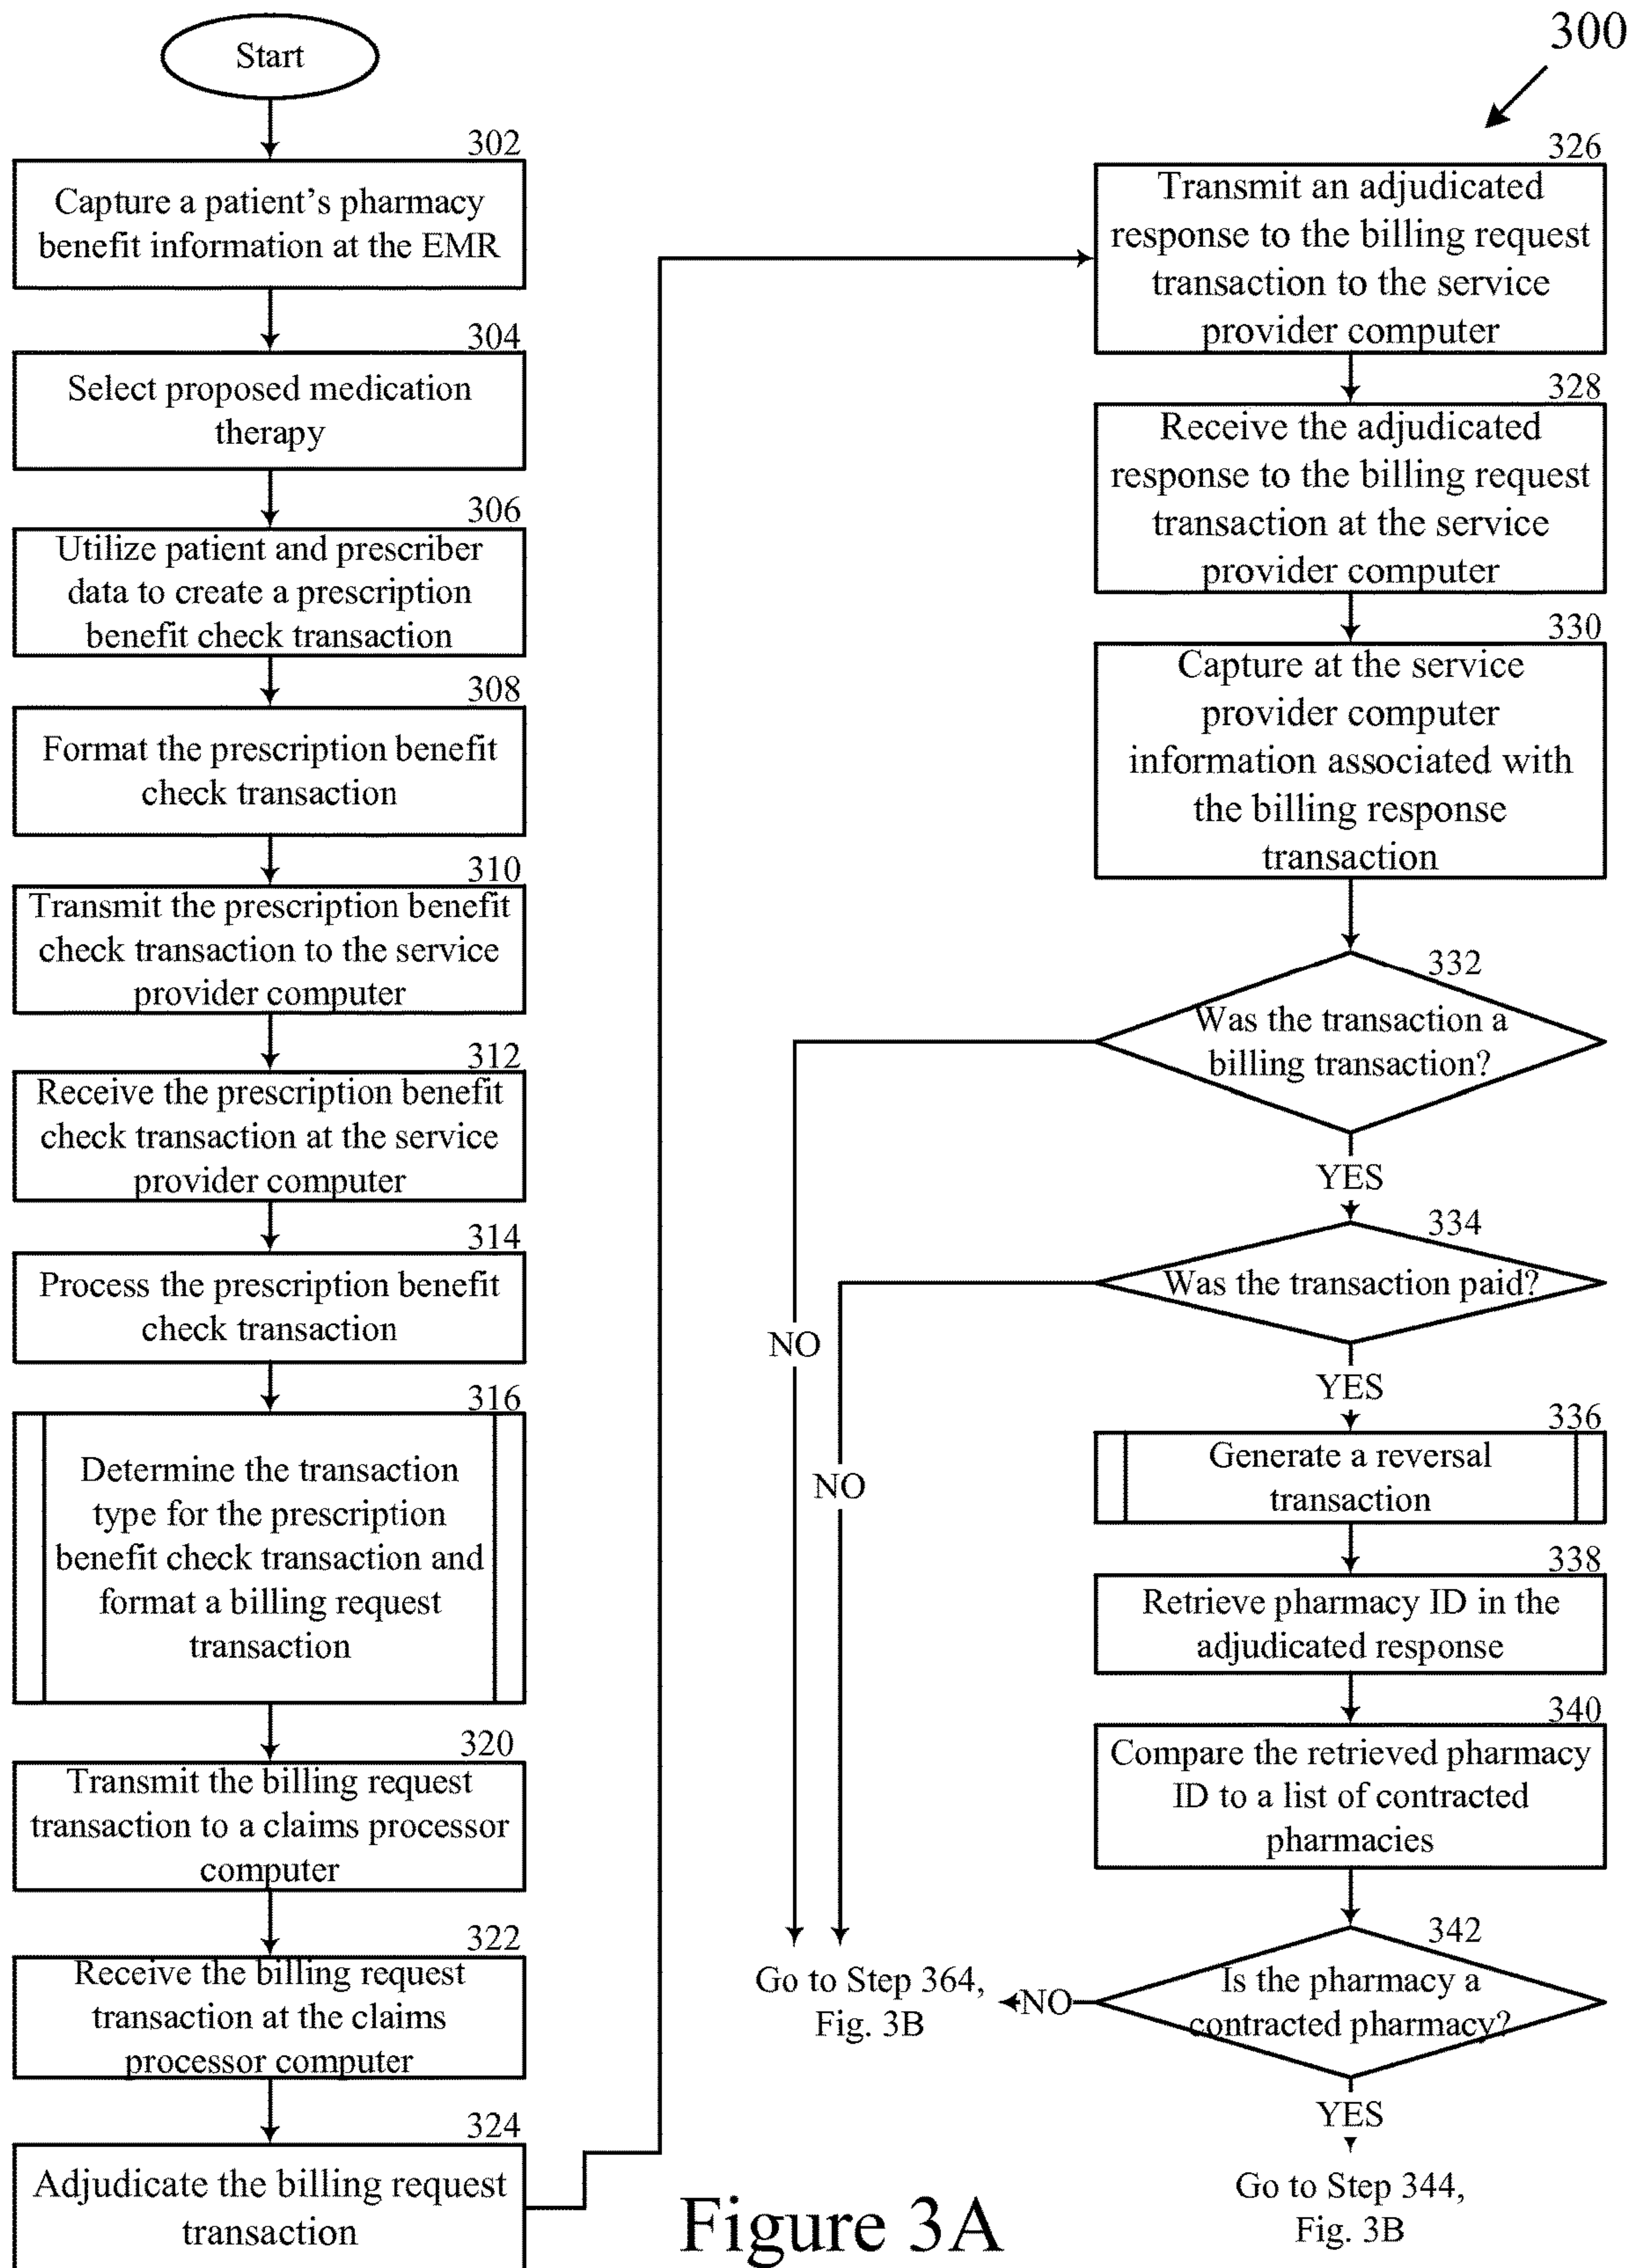 Start
302
Capture a patient's pharmacy
benefit information at the EMR
304
Select proposed medication
therapy
306
Utilize patient and prescriber
data to create a prescription
benefit check transaction
308
Format the prescription benefit
check transaction
310
Transmit the prescription benefit
check transaction to the service
provider computer
312
Receive the prescription benefit
check transaction at the service
provider computer
314
Process the prescription benefit
check transaction
316
Determine the transaction
type for the prescription
benefit check transaction and
format a billing request
transaction
320
Transmit the billing request
transaction to a claims processor
computer
322
Receive the billing request
transaction at the claims
processor computer
324
Adjudicate the billing request
transaction
300
326
Transmit an adjudicated
response to the billing request
transaction to the service
provider computer
328
Receive the adjudicated
response to the billing request
transaction at the service
provider computer
330
Capture at the service
provider computer
information associated with
the billing response
transaction
332
Was the transaction a
billing transaction?
NO
YES
334
Was the transaction paid?
NO
YES
336
Generate a reversal
transaction
338
Retrieve pharmacy ID in the
adjudicated response
340
Compare the retrieved pharmacy
ID to a list of contracted
pharmacies
342
Is the pharmacy a
contracted pharmacy?
NO
Go to Step 364,
Fig. 3B
YES
Go to Step 344,
Fig. 3B
Figure 3A